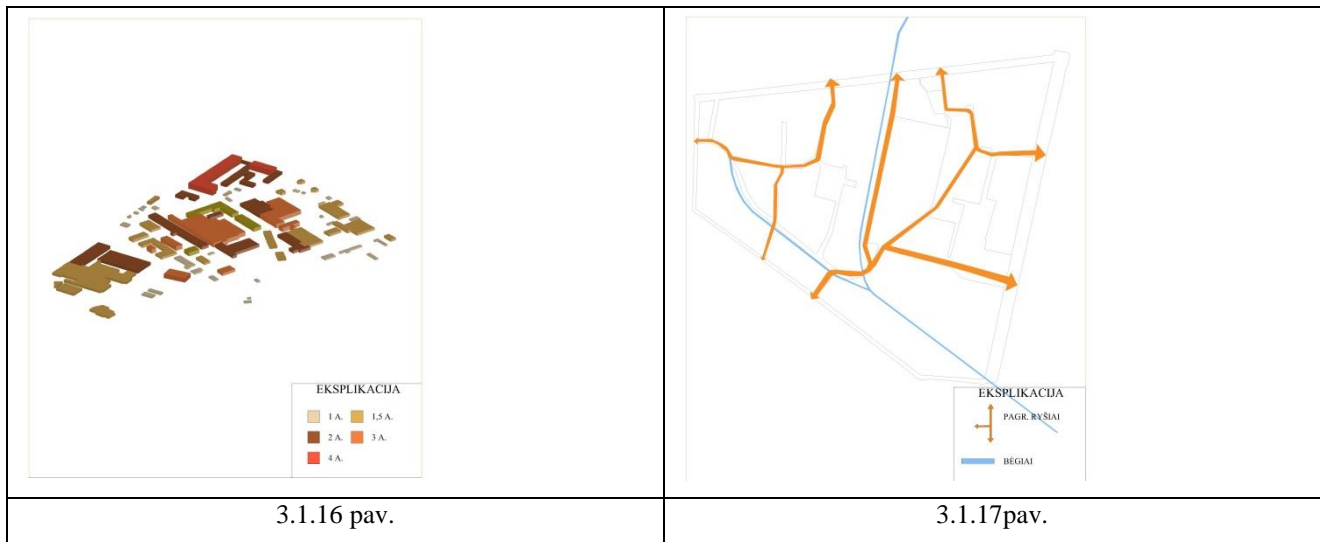 EKSPLIKACIJA
1 A. 1,5 A.
2 A. 3 A.
4 A.
EKSPLIKACIJA
PAGR. RYŠIAI
BĖGIAI
3.1.16 pav. 3.1.17pav.